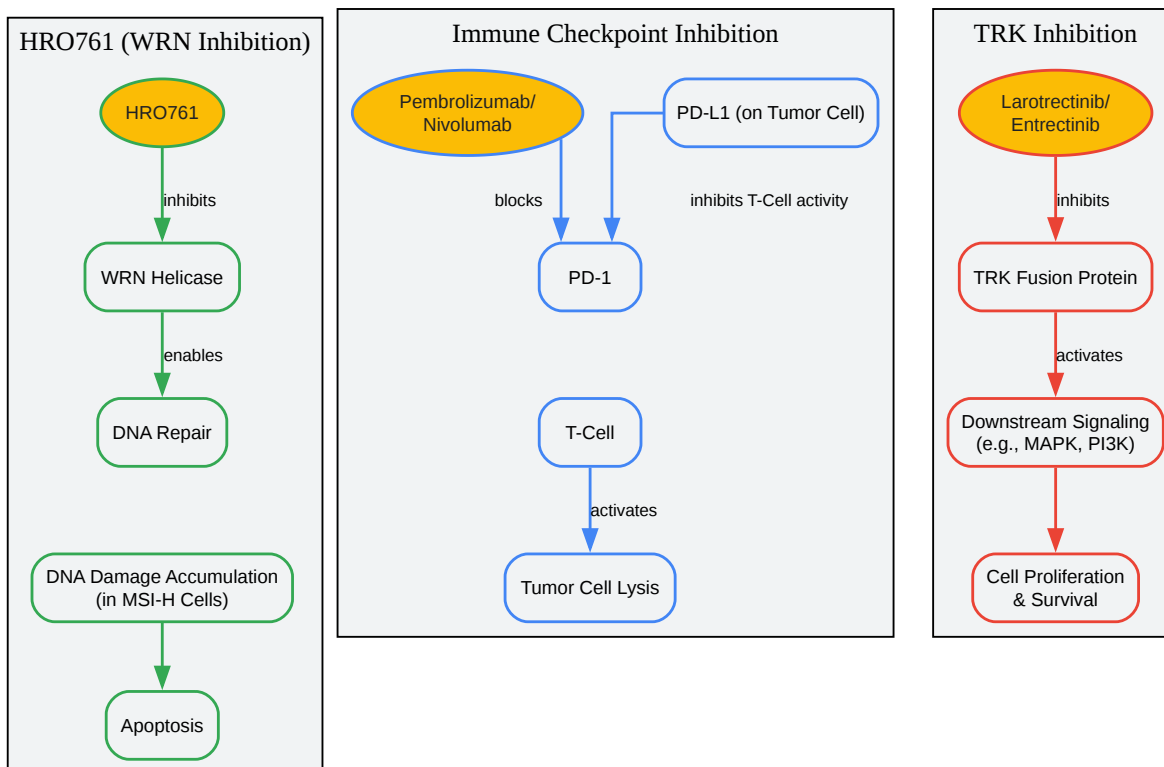 HRO761 (WRN Inhibition)
HRO761
inhibits
WRN Helicase
enables
DNA Repair
DNA Damage Accumulation
(in MSI-H Cells)
Apoptosis
Immune Checkpoint Inhibition
Pembrolizumab/
Nivolumab
PD-L1 (on Tumor Cell)
blocks
inhibits T-Cell activity
PD-1
T-Cell
activates
Tumor Cell Lysis
TRK Inhibition
Larotrectinib/
Entrectinib
inhibits
TRK Fusion Protein
activates
Downstream Signaling
(e.g., MAPK, PI3K)
Cell Proliferation
& Survival